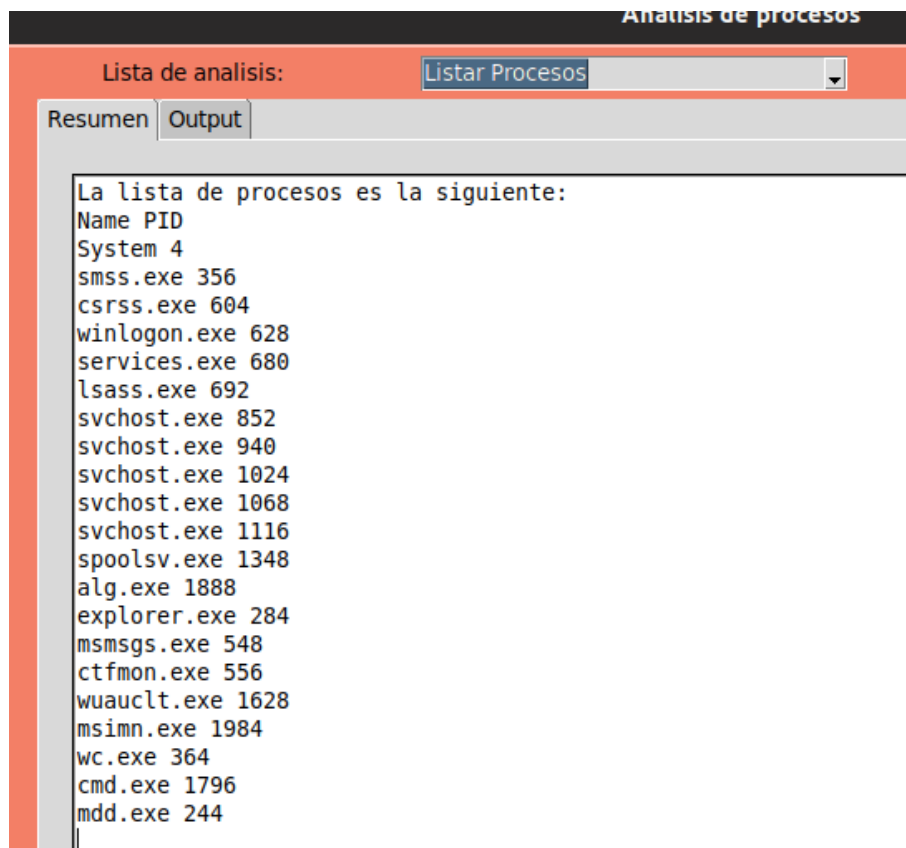 Analisis de procesos
Lista de analisis: Listar Procesos
Resumen Output
La lista de procesos es la siguiente:
Name PID
System 4
smss.exe 356
csrss.exe 604
winlogon.exe 628
services.exe 680
lsass.exe 692
svchost.exe 852
svchost.exe 940
svchost.exe 1024
svchost.exe 1068
svchost.exe 1116
spoolsv.exe 1348
alg.exe 1888
explorer.exe 284
msmsgs.exe 548
ctfmon.exe 556
wuauclt.exe 1628
msimn.exe 1984
wc.exe 364
cmd.exe 1796
mdd.exe 244